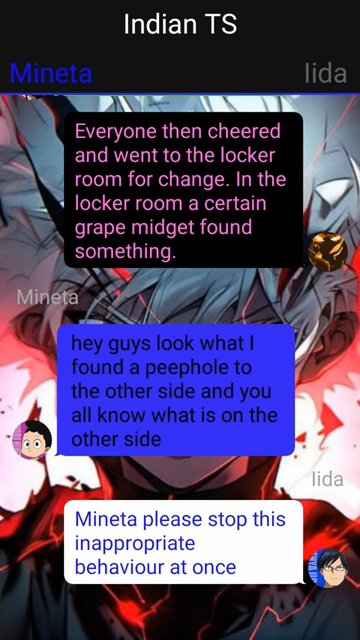 Indian TS
Mineta
Iida
Everyone then cheered
and went to the locker
room for change. In the
locker room a certain
grape midget found
something.
Mineta
hey guys look what I
found a peephole to
the other side and you
all know what is on the
other side
Iida
Mineta please stop this
inappropriate
behaviour at once